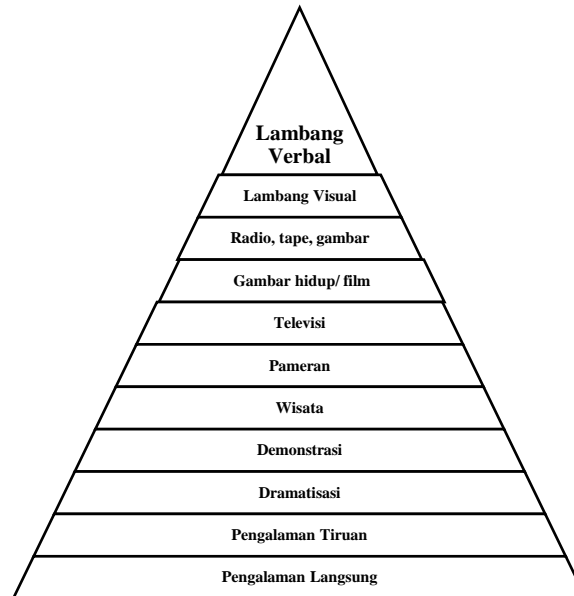 Lambang
Verbal
Lambang Visual
Radio, tape, gambar
Gambar hidup/ film
Televisi
Pameran
Wisata
Demonstrasi
Dramatisasi
Pengalaman Tiruan
Pengalaman Langsung